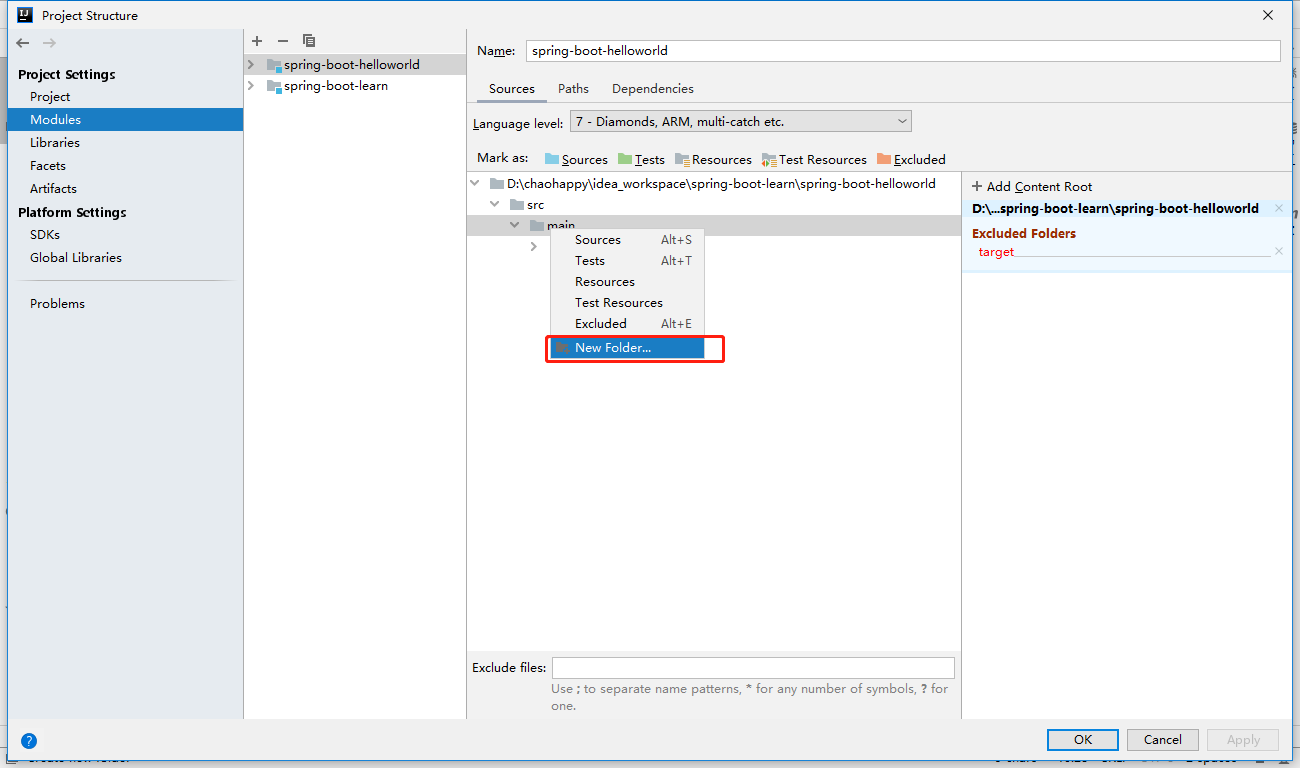 Project Structure
Project Settings
Project
Modules
Libraries
Facets
Artifacts
Platform Settings
SDKs
Global Libraries
Problems
spring-boot-helloworld
spring-boot-learn
Name: spring-boot-helloworld
Sources Paths Dependencies
Language level: 7 - Diamonds, ARM, multi-catch etc.
Mark as: Sources Tests Resources Test Resources Excluded
D:\chaohappy\idea_workspace\spring-boot-learn\spring-boot-helloworld
src
main
Sources Alt+S
Tests Alt+T
Resources
Test Resources
Excluded Alt+E
New Folder...
+ Add Content Root
D:\...spring-boot-learn\spring-boot-helloworld
Excluded Folders
target
Exclude files:
Use ; to separate name patterns, * for any number of symbols, ? for
one.
? OK Cancel Apply